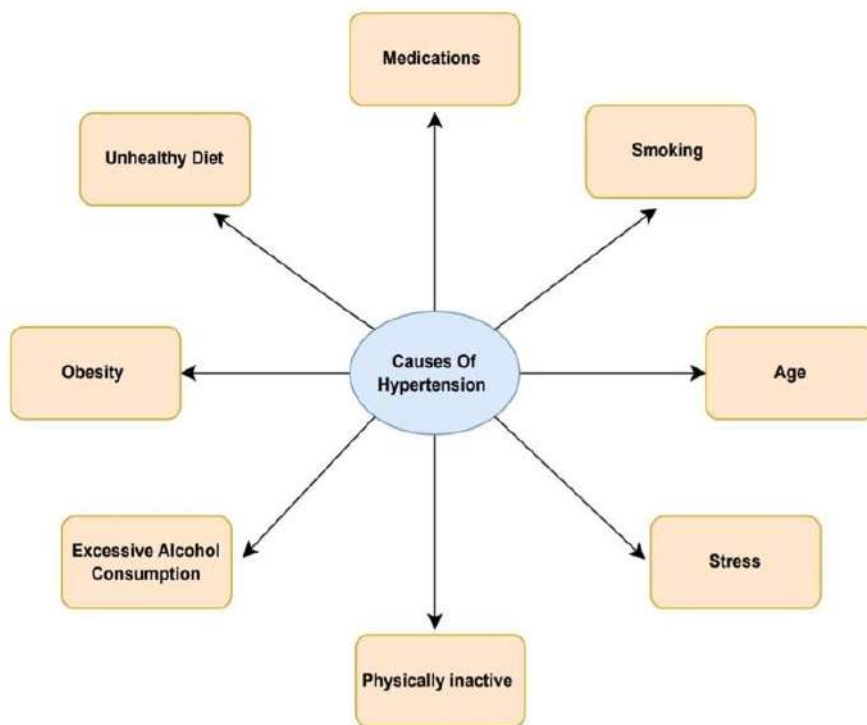 Medications
Smoking
Unhealthy Diet
Causes Of
Hypertension
Obesity
Age
Excessive Alcohol
Consumption
Stress
Physically inactive